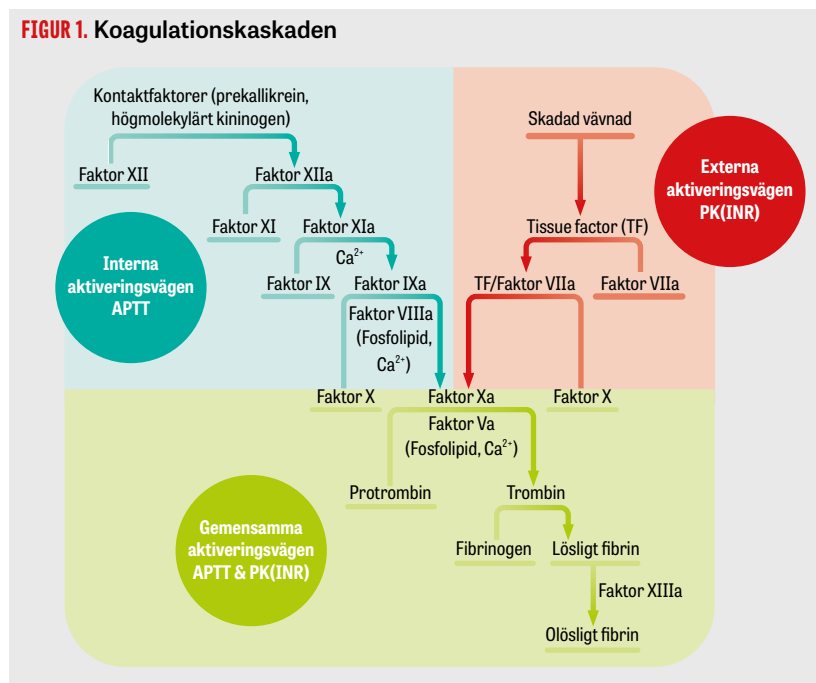 FIGUR 1. Koagulationskaskaden
Kontaktfaktorer (prekallikrein,
högmolekylärt kininogen)
Skadad vävnad
Externa
aktiveringsvägen
PK(INR)
Faktor XII
Faktor XIIa
Faktor XI
Faktor XIa
Tissue factor (TF)
Ca²⁺
Interna
aktiveringsvägen
APTT
Faktor IX
Faktor IXa
TF/Faktor VIIa
Faktor VIIa
Faktor VIIIa
(Fosfolipid,
Ca²⁺)
Faktor X
Faktor Xa
Faktor X
Faktor Va
(Fosfolipid, Ca²⁺)
Protrombin
Trombin
Gemensamma
aktiveringsvägen
APTT & PK(INR)
Fibrinogen
Lösligt fibrin
Faktor XIIIa
Olösligt fibrin